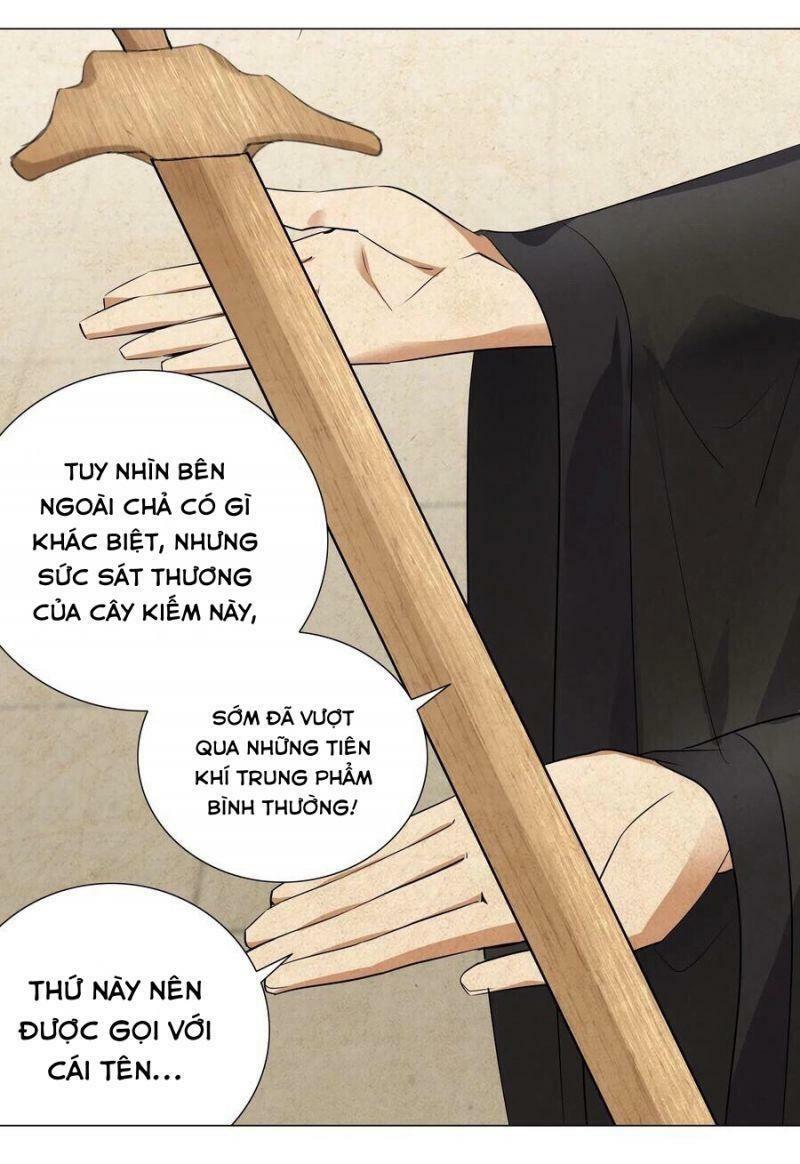 TUY NHÌN BÊN
NGOÀI CHẢ CÓ GÌ
KHÁC BIỆT, NHƯNG
SỨC SÁT THƯƠNG
CỦA CÂY KIẾM NÀY,
SỚM ĐÃ VƯỢT
QUA NHỮNG TIÊN
KHÍ TRUNG PHẨM
BÌNH THƯỜNG!
THỨ NÀY NÊN
ĐƯỢC GỌI VỚI
CÁI TÊN...